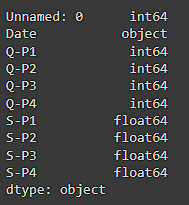 Unnamed: 0 int64
Date object
Q-P1 int64
Q-P2 int64
Q-P3 int64
Q-P4 int64
S-P1 float64
S-P2 float64
S-P3 float64
S-P4 float64
dtype: object